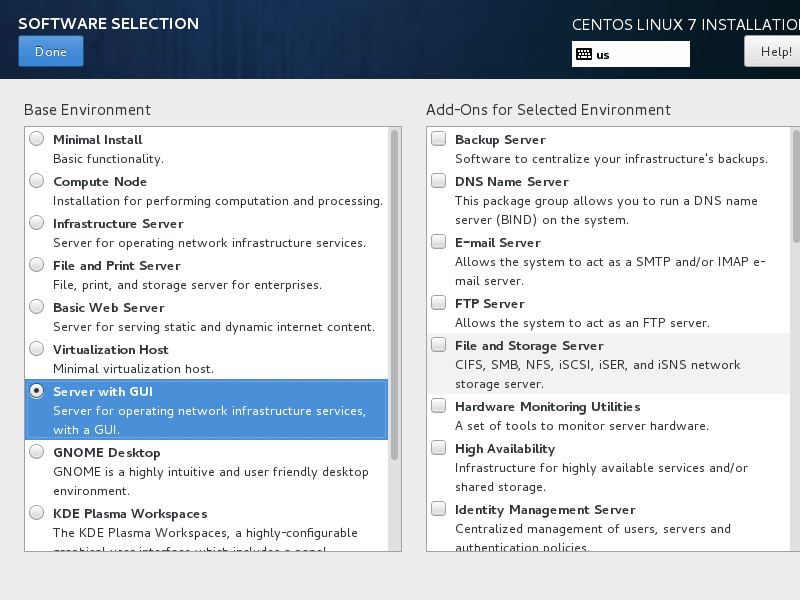 SOFTWARE SELECTION
Done
CENTOS LINUX 7 INSTALLATIO
us
Help!
Base Environment
Minimal Install
Basic functionality.
Compute Node
Installation for performing computation and processing.
Infrastructure Server
Server for operating network infrastructure services.
File and Print Server
File, print, and storage server for enterprises.
Basic Web Server
Server for serving static and dynamic internet content.
Virtualization Host
Minimal virtualization host.
Server with GUI
Server for operating network infrastructure services,
with a GUI.
GNOME Desktop
GNOME is a highly intuitive and user friendly desktop
environment.
KDE Plasma Workspaces
The KDE Plasma Workspaces, a highly-configurable
graphical user interface which includes a panel,
Add-Ons for Selected Environment
Backup Server
Software to centralize your infrastructure's backups.
DNS Name Server
This package group allows you to run a DNS name
server (BIND) on the system.
E-mail Server
Allows the system to act as a SMTP and/or IMAP e-
mail server.
FTP Server
Allows the system to act as an FTP server.
File and Storage Server
CIFS, SMB, NFS, iSCSI, iSER, and iSNS network
storage server.
Hardware Monitoring Utilities
A set of tools to monitor server hardware.
High Availability
Infrastructure for highly available services and/or
shared storage.
Identity Management Server
Centralized management of users, servers and
authentication policies.